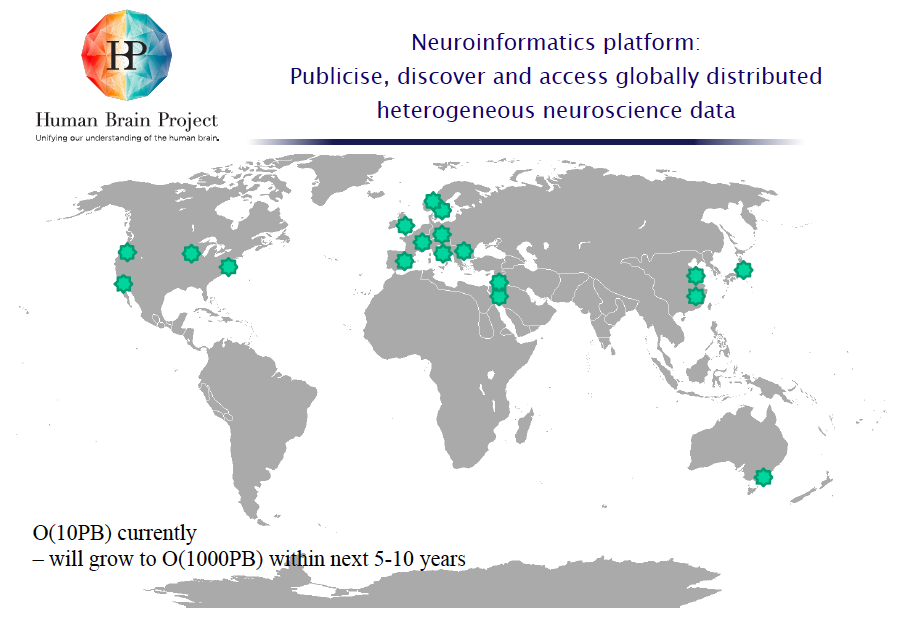 HBP
Human Brain Project
Unifying our understanding of the human brain.
Neuroinformatics platform:
Publicise, discover and access globally distributed
heterogeneous neuroscience data
O(10PB) currently
– will grow to O(1000PB) within next 5-10 years